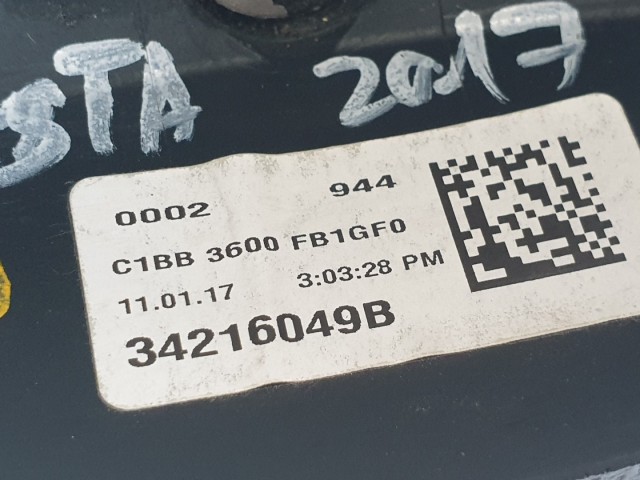 STA 2017
0002 944
C1BB 3600 FB1GF0
11.01.17 3:03:28 PM
34216049B